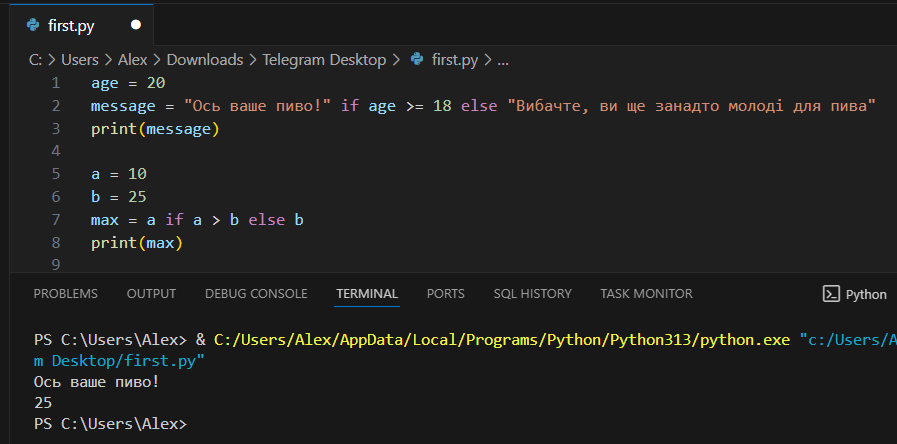 first.py
C: > Users > Alex > Downloads > Telegram Desktop > first.py > ...
1 age = 20
2 message = "Ось ваше пиво!" if age >= 18 else "Вибачте, ви ще занадто молоді для пива"
3 print(message)
4
5 a = 10
6 b = 25
7 max = a if a > b else b
8 print(max)
9
PROBLEMS OUTPUT DEBUG CONSOLE TERMINAL PORTS SQL HISTORY TASK MONITOR Python
PS C:\Users\Alex> & C:/Users/Alex/AppData/Local/Programs/Python/Python313/python.exe "c:/Users/A
m Desktop/first.py"
Ось ваше пиво!
25
PS C:\Users\Alex>